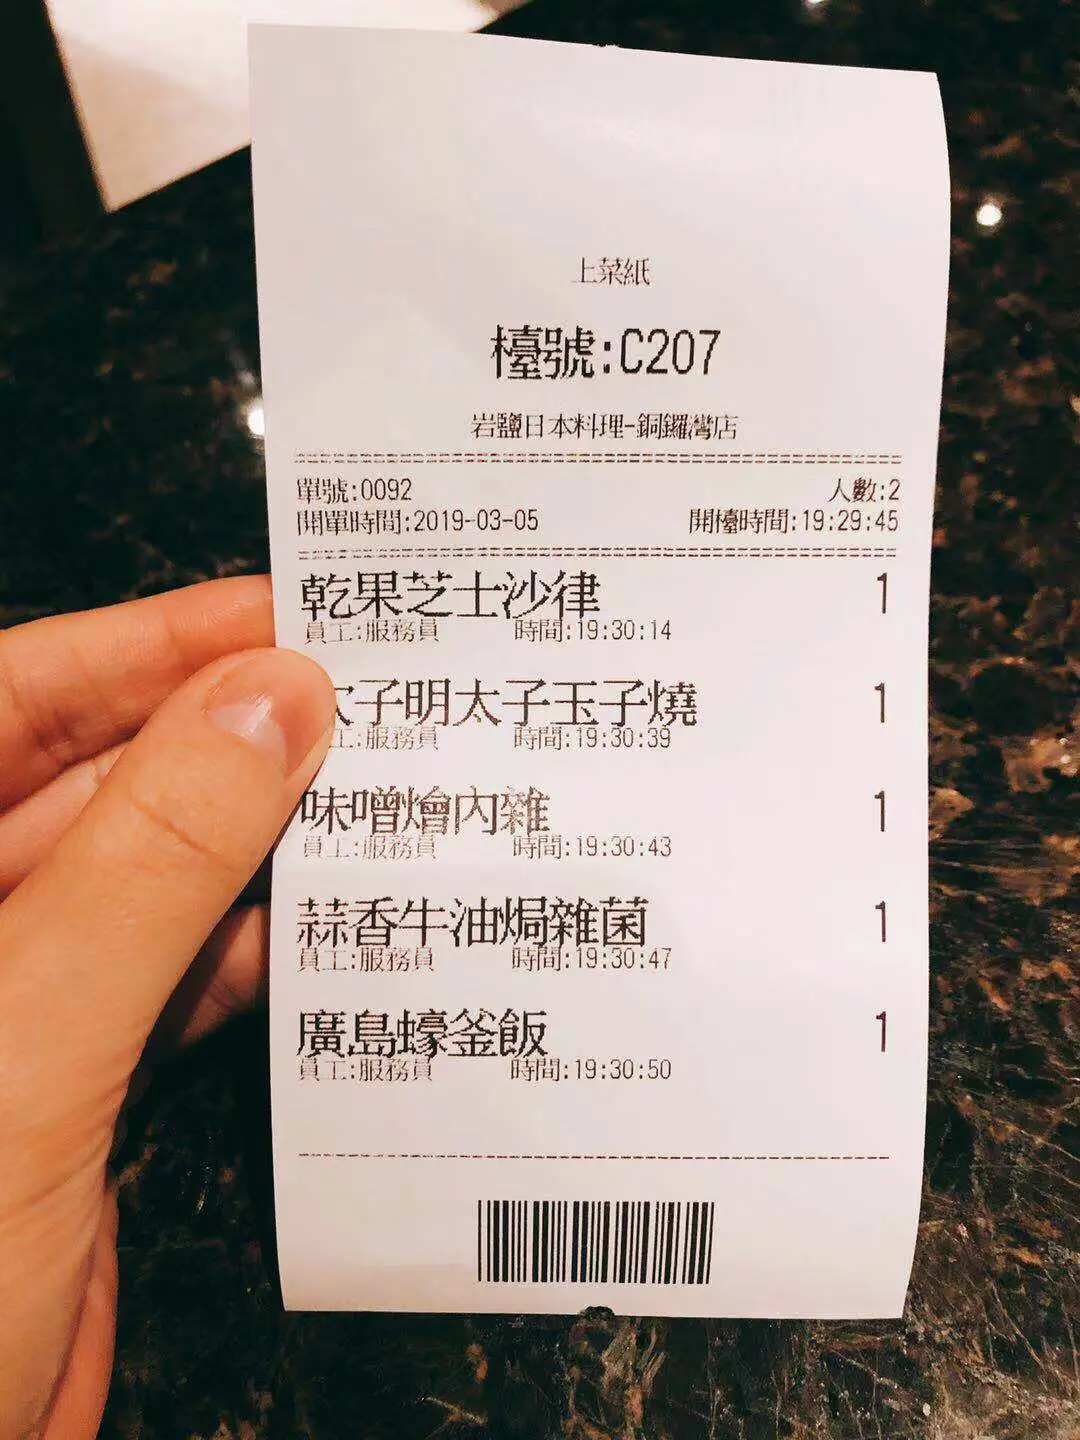 上菜紙
檯號:C207
岩鹽日本料理-銅鑼灣店
單號:0092 人數:2
開單時間:2019-03-05 開檯時間:19:29:45
乾果芝士沙律 1
員工:服務員 時間:19:30:14
子明太子玉子燒 1
工:服務員 時間:19:30:39
味噌燴內雜 1
員工:服務員 時間:19:30:43
蒜香牛油焗雜菌 1
員工:服務員 時間:19:30:47
廣島蠔釜飯 1
員工:服務員 時間:19:30:50